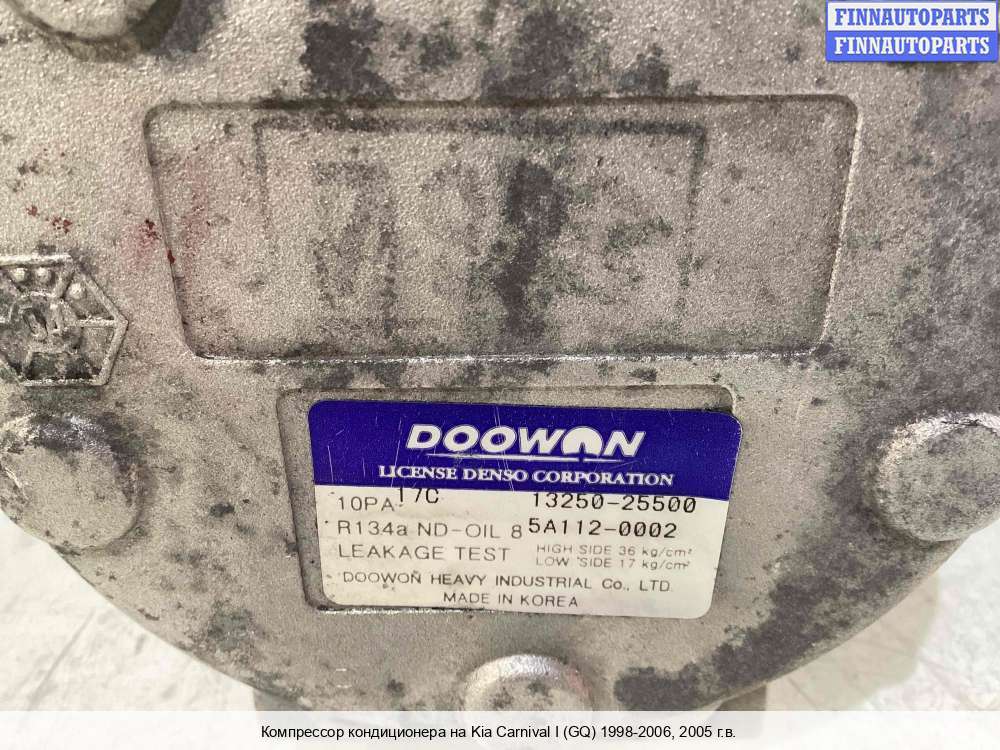 FINNAUTOPARTS
FINNAUTOPARTS
DOOWON
LICENSE DENSO CORPORATION
10PA 17C 13250-25500
R134a ND-OIL 8 5A112-0002
LEAKAGE TEST HIGH SIDE 36 kg/cm²
LOW SIDE 17 kg/cm²
DOOWON HEAVY INDUSTRIAL Co., LTD.
MADE IN KOREA
Компрессор кондиционера на Kia Carnival I (GQ) 1998-2006, 2005 г.в.